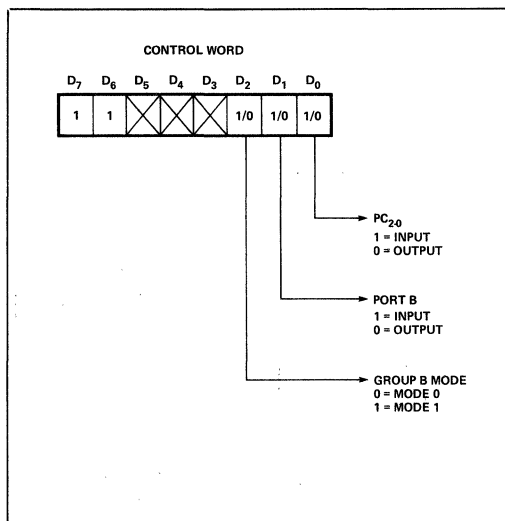 CONTROL WORD
D7 D6 D5 D4 D3 D2 D1 D0
1 1 1/0 1/0 1/0
PC2-0
1 = INPUT
0 = OUTPUT
PORT B
1 = INPUT
0 = OUTPUT
GROUP B MODE
0 = MODE 0
1 = MODE 1